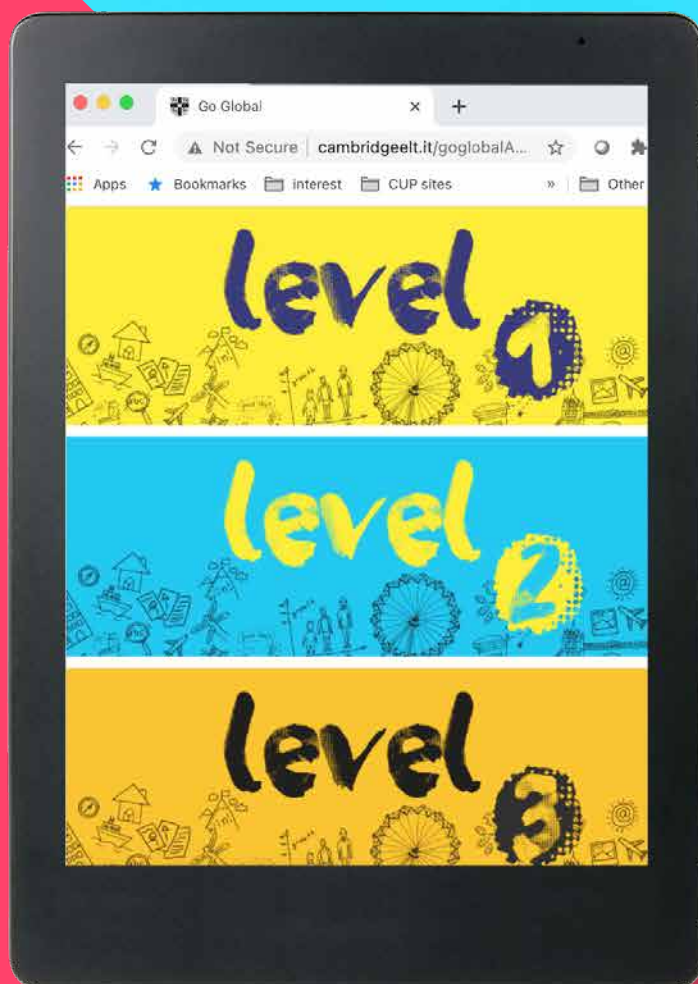 Go Global
Not Secure | cambridgeelt.it/goglobalA...
Apps Bookmarks interest CUP sites » Other
level 1
level 2
level 3